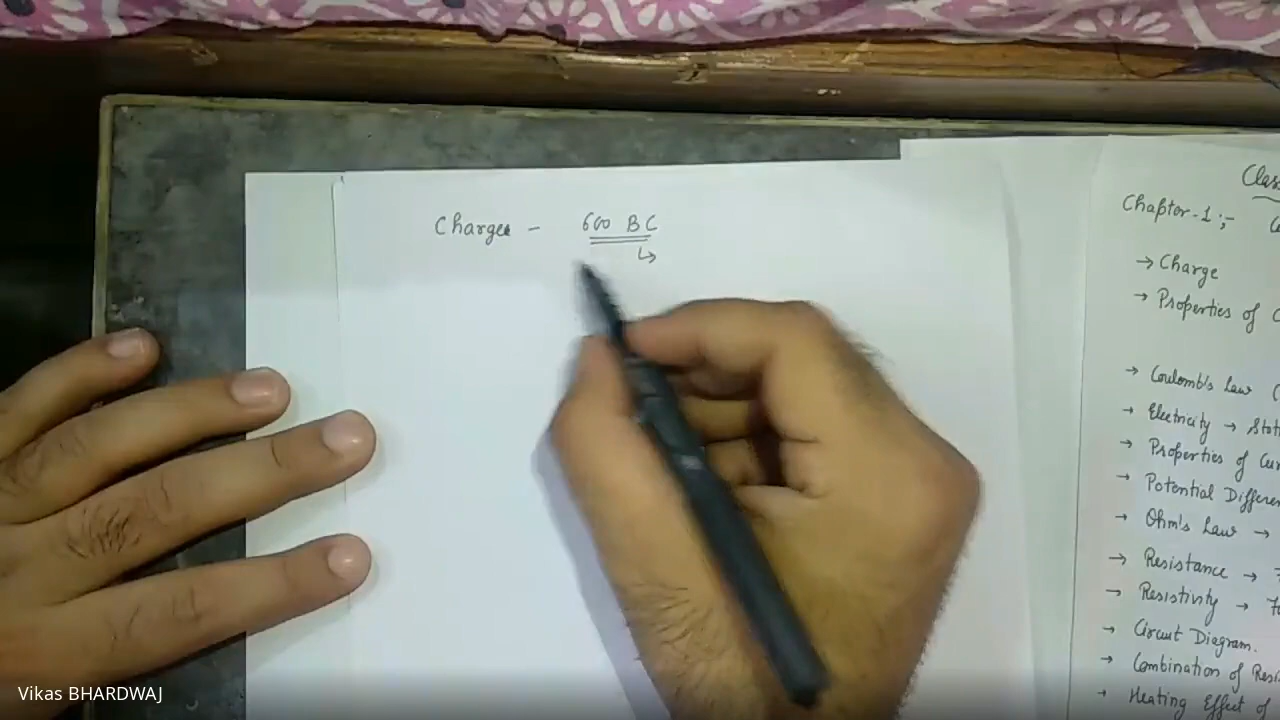 Charge - 600 BC
↳
Chapter-1:-
→ Charge
→ Properties of
→ Coulomb's Law
→ Electricity →
→ Properties of
→ Potential
→ Ohm's Law →
→ Resistance →
→ Resistivity →
→ Circuit Diagram.
→ Combination of
→ Heating Effect of
Vikas BHARDWAJ